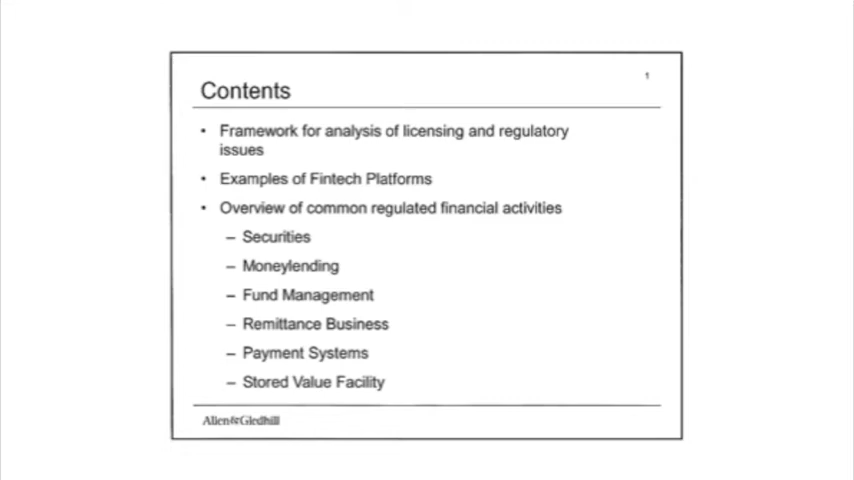 1
Contents
• Framework for analysis of licensing and regulatory
issues
• Examples of Fintech Platforms
• Overview of common regulated financial activities
– Securities
– Moneylending
– Fund Management
– Remittance Business
– Payment Systems
– Stored Value Facility
Allen&Gledhill